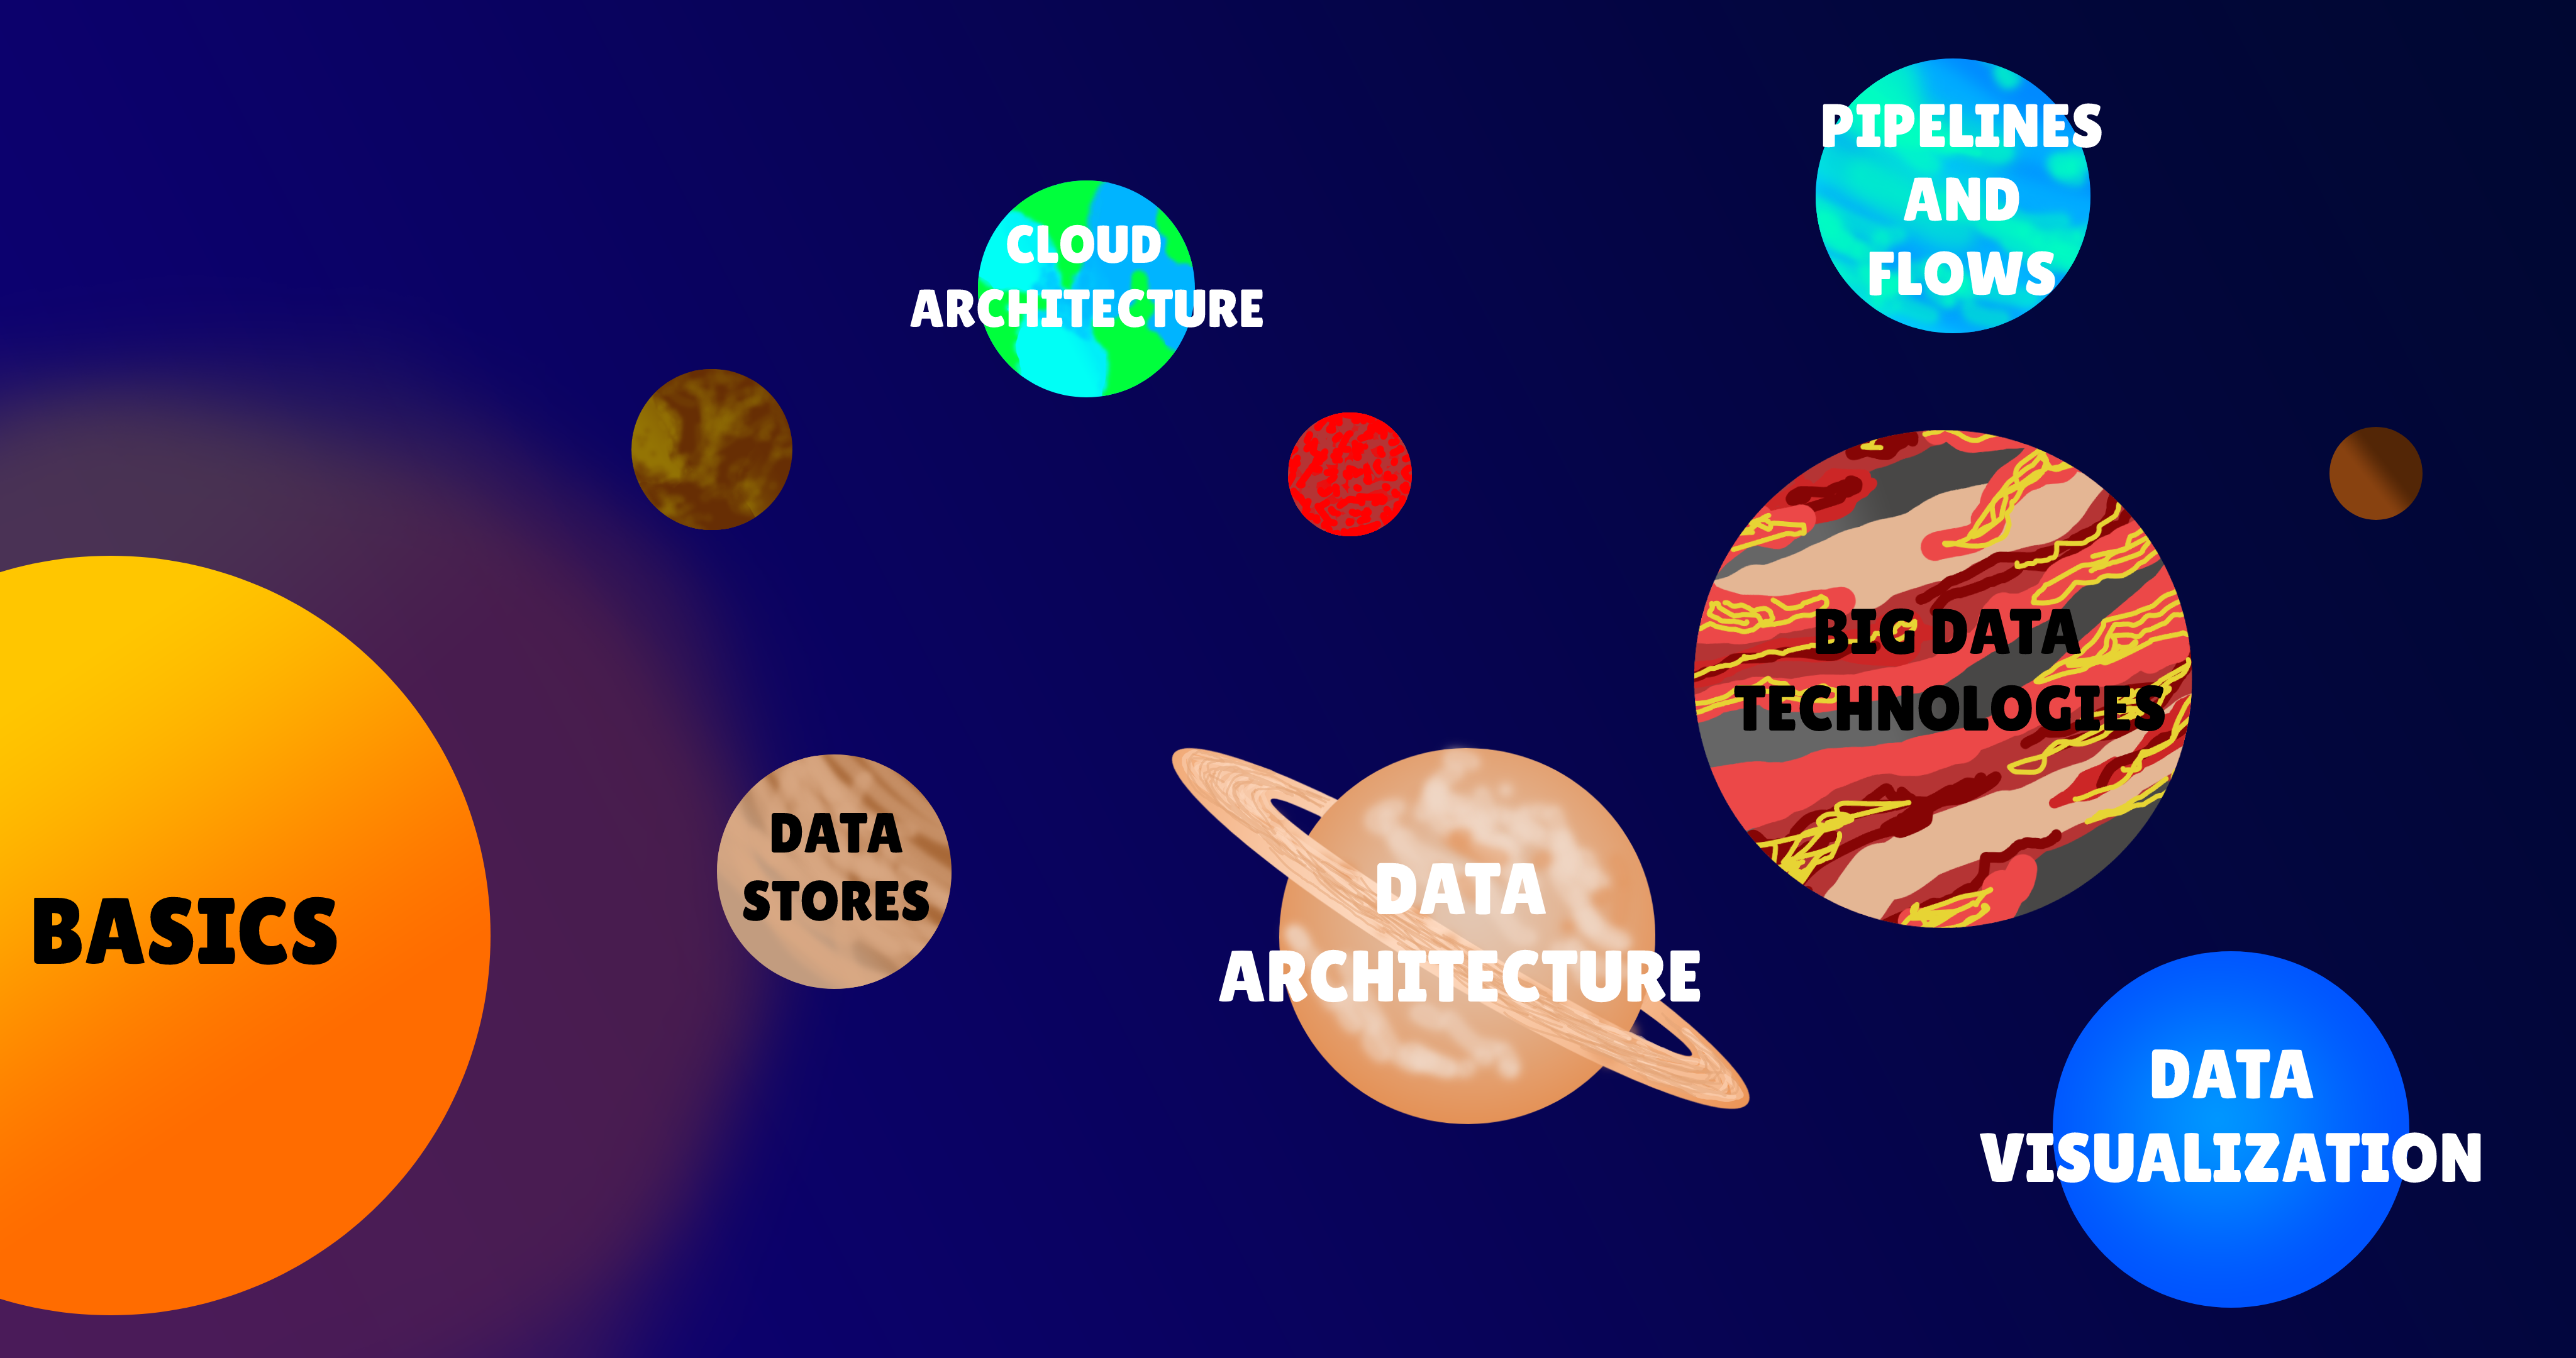 PIPELINES
AND
FLOWS
CLOUD
ARCHITECTURE
BIG DATA
TECHNOLOGIES
DATA
STORES
DATA
ARCHITECTURE
BASICS
DATA
VISUALIZATION